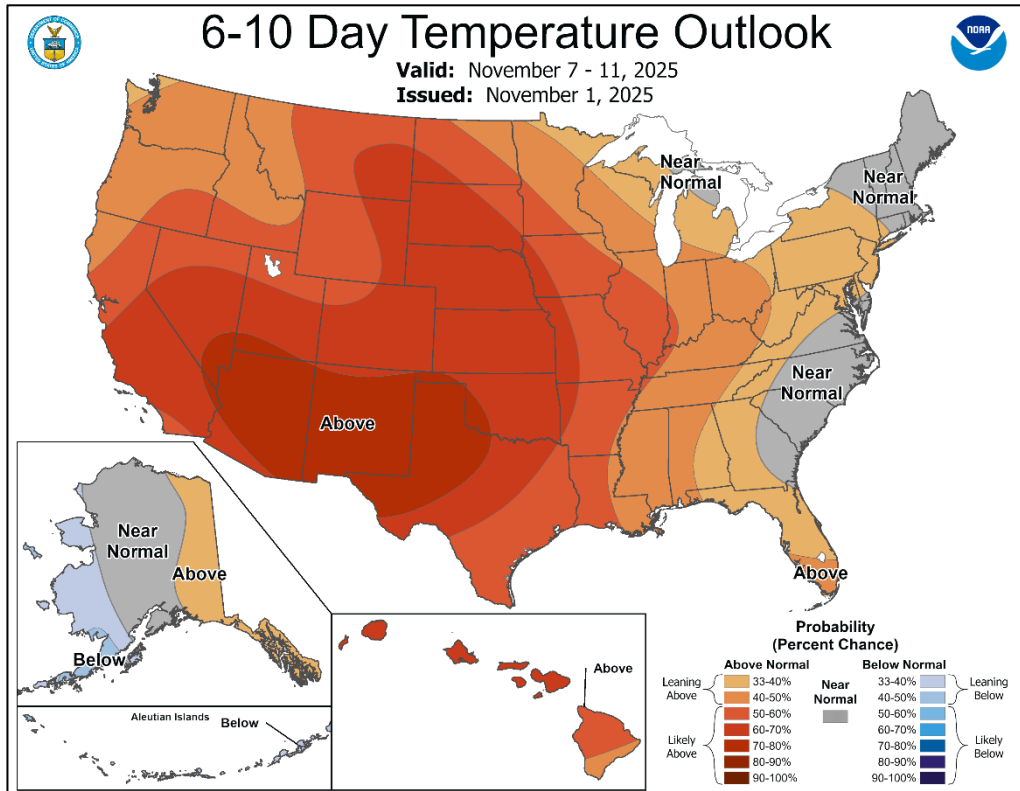 6-10 Day Temperature Outlook
Valid: November 7 - 11, 2025
Issued: November 1, 2025
NOAA
Near
Normal
Near
Normal
Near
Normal
Above
Above
Near
Normal
Above
Below
Aleutian Islands
Below
Above
Probability
(Percent Chance)
Above Normal
Leaning
Above
Likely
Above
33-40%
40-50%
50-60%
60-70%
70-80%
80-90%
90-100%
Near
Normal
Below Normal
33-40%
40-50%
50-60%
60-70%
70-80%
80-90%
90-100%
Leaning
Below
Likely
Below